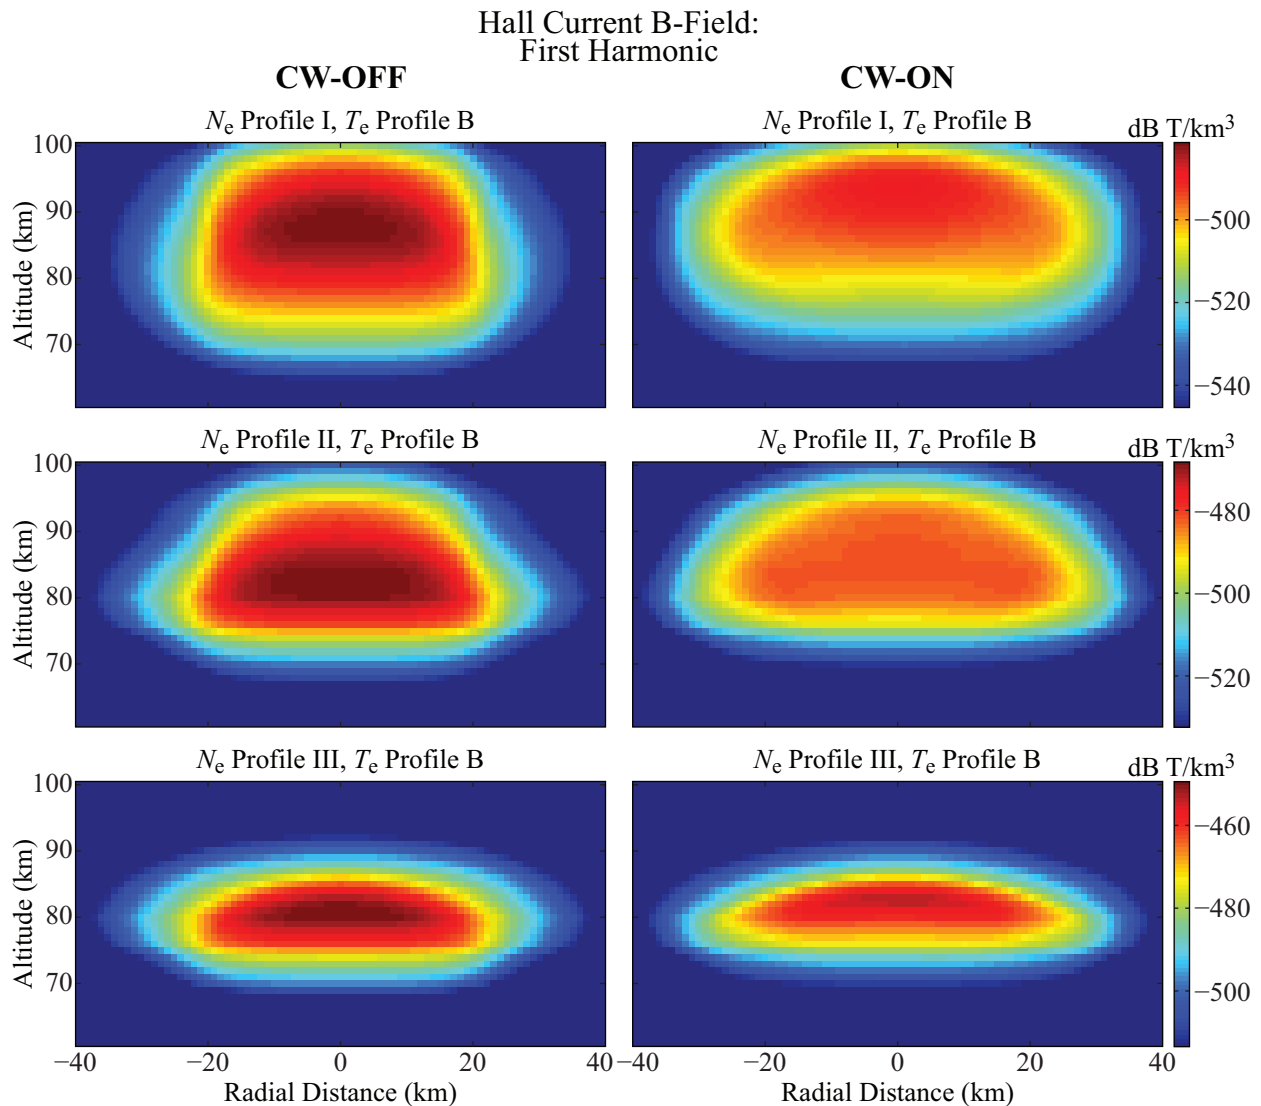 Hall Current B-Field:
First Harmonic
CW-OFF
CW-ON
Ne Profile I, Te Profile B
Ne Profile I, Te Profile B
dB T/km³
100
90
80
70
Altitude (km)
−500
−520
−540
Ne Profile II, Te Profile B
Ne Profile II, Te Profile B
dB T/km³
100
90
80
70
Altitude (km)
−480
−500
−520
Ne Profile III, Te Profile B
Ne Profile III, Te Profile B
dB T/km³
100
90
80
70
Altitude (km)
−460
−480
−500
−40 −20 0 20 40
−40 −20 0 20 40
Radial Distance (km)
Radial Distance (km)